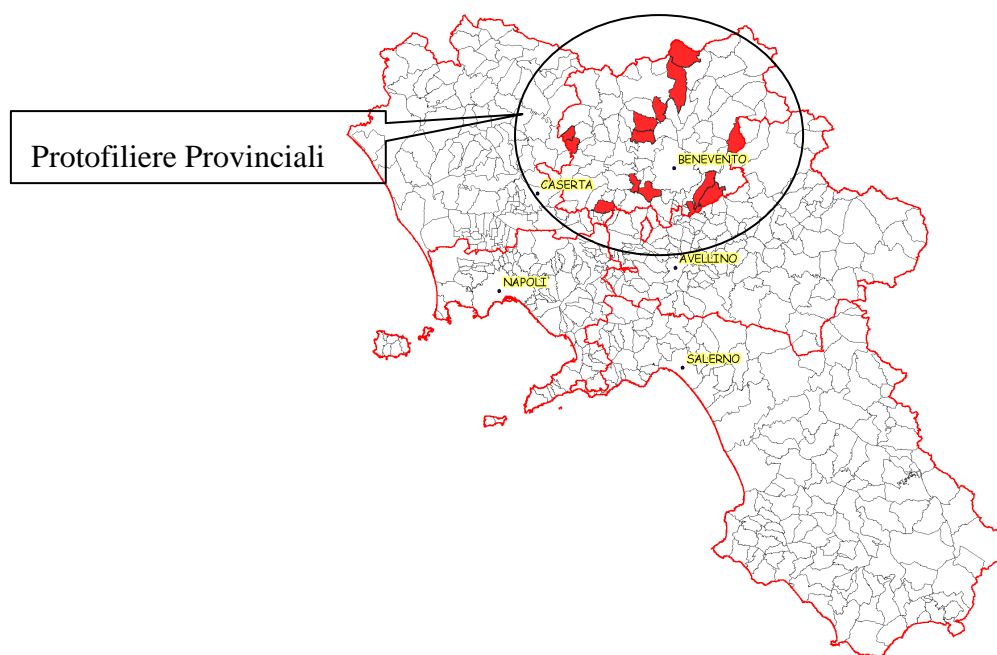 Protofiliere Provinciali
BENEVENTO
CASERTA
AVELLINO
NAPOLI
SALERNO